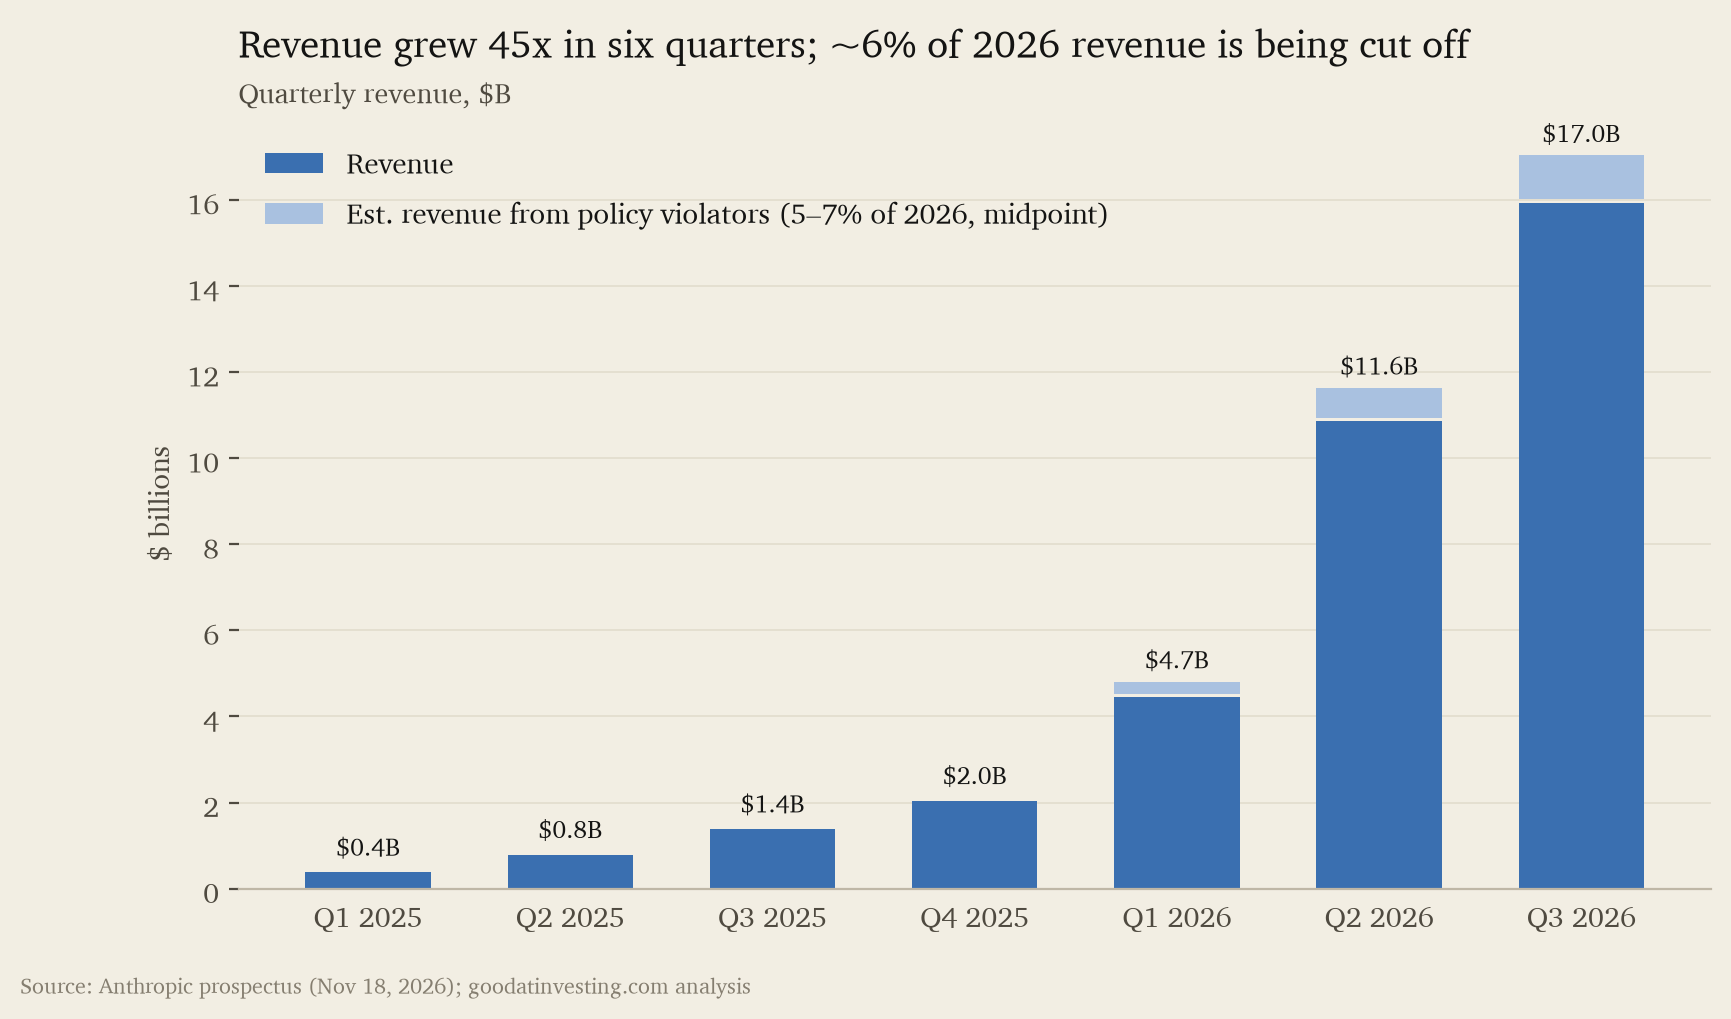 Revenue grew 45x in six quarters; ~6% of 2026 revenue is being cut off
Quarterly revenue, $B
Revenue
Est. revenue from policy violators (5–7% of 2026, midpoint)
$ billions
16
14
12
10
8
6
4
2
0
$0.4B
$0.8B
$1.4B
$2.0B
$4.7B
$11.6B
$17.0B
Q1 2025
Q2 2025
Q3 2025
Q4 2025
Q1 2026
Q2 2026
Q3 2026
Source: Anthropic prospectus (Nov 18, 2026); goodatinvesting.com analysis